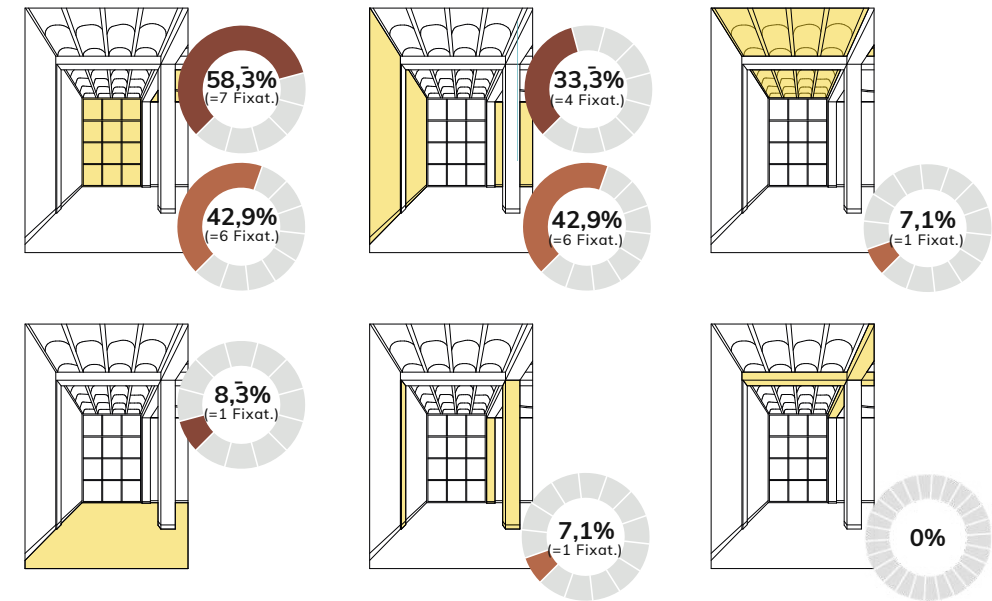 58,3̅%
(=7 Fixat.)
33,3̅%
(=4 Fixat.)
42,9%
(=6 Fixat.)
42,9%
(=6 Fixat.)
7,1%
(=1 Fixat.)
8,3̅%
(=1 Fixat.)
7,1%
(=1 Fixat.)
0%